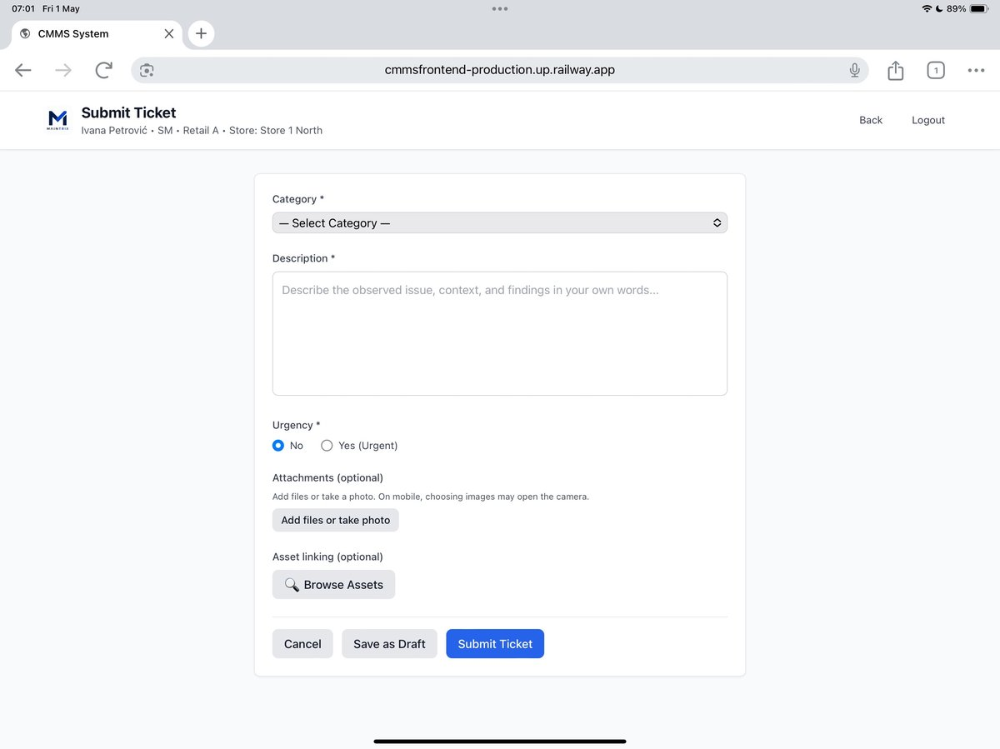 07:01 Fri 1 May
89%
CMMS System
cmmsfrontend-production.up.railway.app
1
MAINTRIX
Submit Ticket
Ivana Petrović • SM • Retail A • Store: Store 1 North
Back
Logout
Category *
— Select Category —
Description *
Describe the observed issue, context, and findings in your own words...
Urgency *
No
Yes (Urgent)
Attachments (optional)
Add files or take a photo. On mobile, choosing images may open the camera.
Add files or take photo
Asset linking (optional)
Browse Assets
Cancel
Save as Draft
Submit Ticket